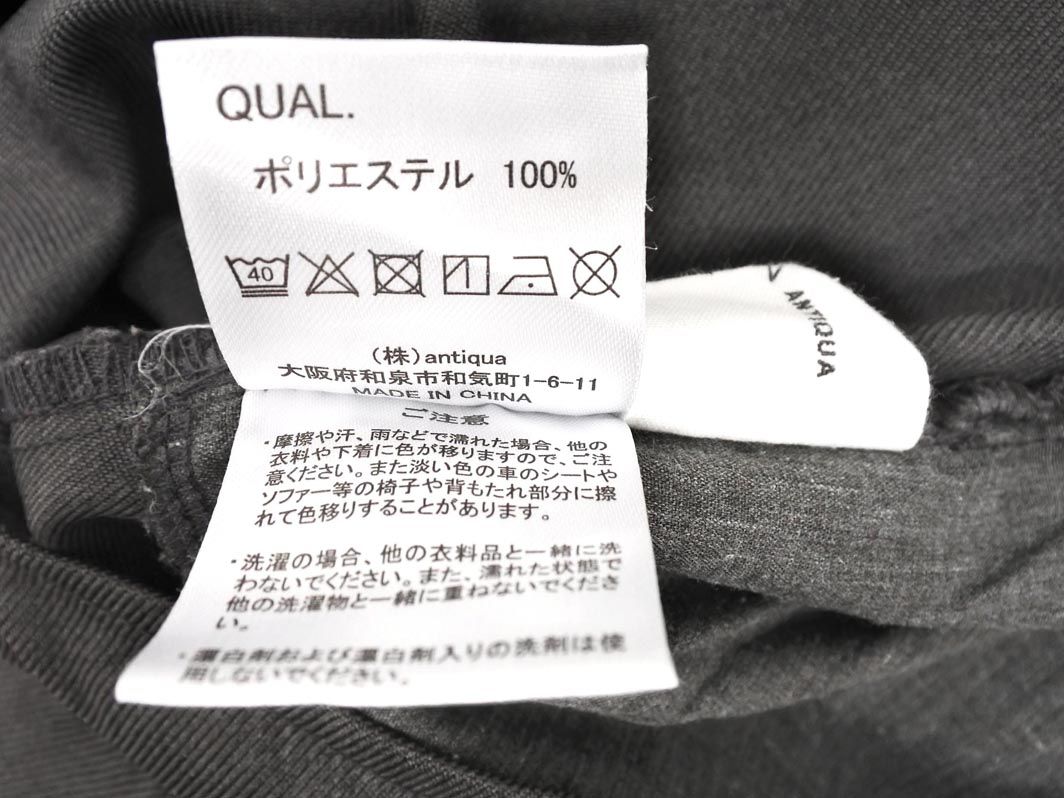 QUAL.
ポリエステル 100%
40
(株)antiqua
大阪府和泉市和気町1-6-11
MADE IN CHINA
ANTIQUA
ご注意
・摩擦や汗、雨などで濡れた場合、他の
衣料や下着に色が移りますので、ご注
意ください。また淡い色の車のシートや
ソファー等の椅子や背もたれ部分に擦
れて色移りすることがあります。
・洗濯の場合、他の衣料品と一緒に洗
わないでください。また、濡れた状態で
他の洗濯物と一緒に重ねないでくださ
い。
・漂白剤および漂白剤入りの洗剤は使
用しないでください。